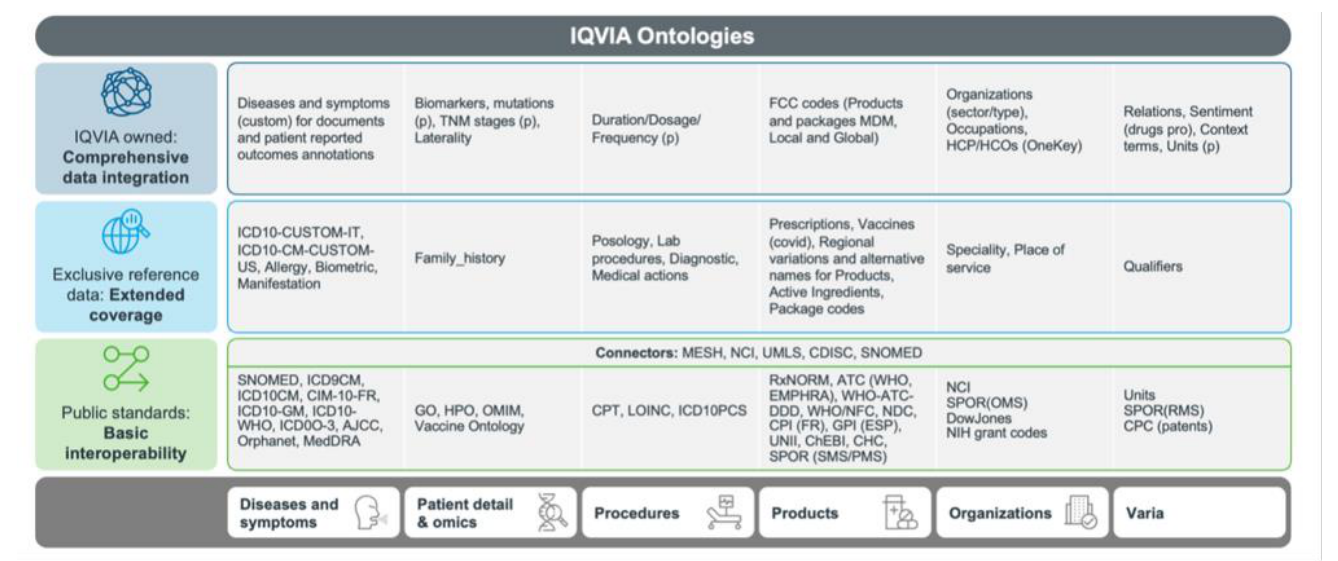 IQVIA Ontologies
IQVIA owned:
Comprehensive
data integration
Diseases and symptoms
(custom) for documents
and patient reported
outcomes annotations
Biomarkers, mutations
(p), TNM stages (p),
Laterality
Duration/Dosage/
Frequency (p)
FCC codes (Products
and packages MDM,
Local and Global)
Organizations
(sector/type),
Occupations,
HCP/HCOs (OneKey)
Relations, Sentiment
(drugs pro), Context
terms, Units (p)
Exclusive reference
data: Extended
coverage
ICD10-CUSTOM-IT,
ICD10-CM-CUSTOM-
US, Allergy, Biometric,
Manifestation
Family_history
Posology, Lab
procedures, Diagnostic,
Medical actions
Prescriptions, Vaccines
(covid), Regional
variations and alternative
names for Products,
Active Ingredients,
Package codes
Speciality, Place of
service
Qualifiers
Public standards:
Basic
interoperability
Connectors: MESH, NCI, UMLS, CDISC, SNOMED
SNOMED, ICD9CM,
ICD10CM, CIM-10-FR,
ICD10-GM, ICD10-
WHO, ICD0O-3, AJCC,
Orphanet, MedDRA
GO, HPO, OMIM,
Vaccine Ontology
CPT, LOINC, ICD10PCS
RxNORM, ATC (WHO,
EMPHRA), WHO-ATC-
DDD, WHO/NFC, NDC,
CPI (FR), GPI (ESP),
UNII, ChEBI, CHC,
SPOR (SMS/PMS)
NCI
SPOR(OMS)
DowJones
NIH grant codes
Units
SPOR(RMS)
CPC (patents)
Diseases and
symptoms
Patient detail
& omics
Procedures
Products
Organizations
Varia